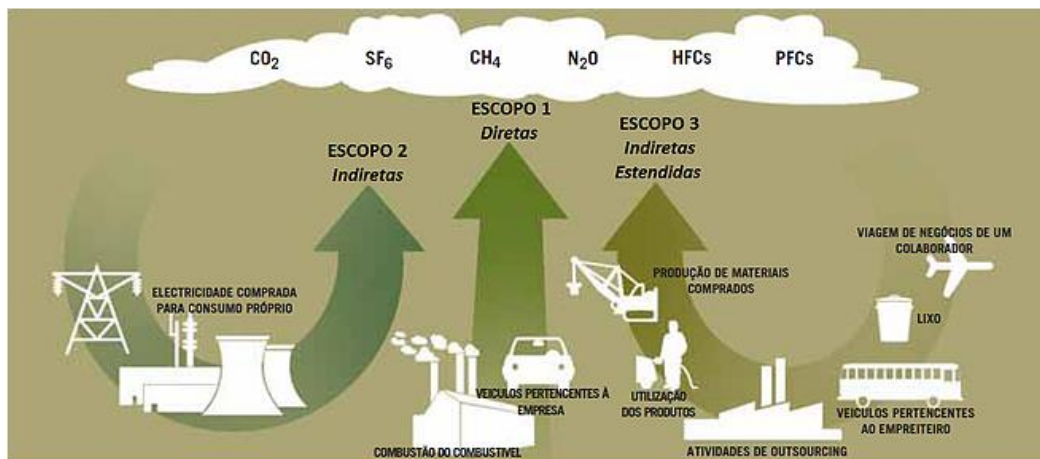 CO₂ SF₆ CH₄ N₂O HFCs PFCs
ESCOPO 1
Diretas
ESCOPO 2
Indiretas
ESCOPO 3
Indiretas
Estendidas
ELECTRICIDADE COMPRADA
PARA CONSUMO PRÓPRIO
COMBUSTÃO DO COMBUSTIVEL
VEICULOS PERTENCENTES À
EMPRESA
PRODUÇÃO DE MATERIAIS
COMPRADOS
UTILIZAÇÃO
DOS PRODUTOS
ATIVIDADES DE OUTSOURCING
VIAGEM DE NEGÓCIOS DE UM
COLABORADOR
LIXO
VEICULOS PERTENCENTES
AO EMPREITEIRO